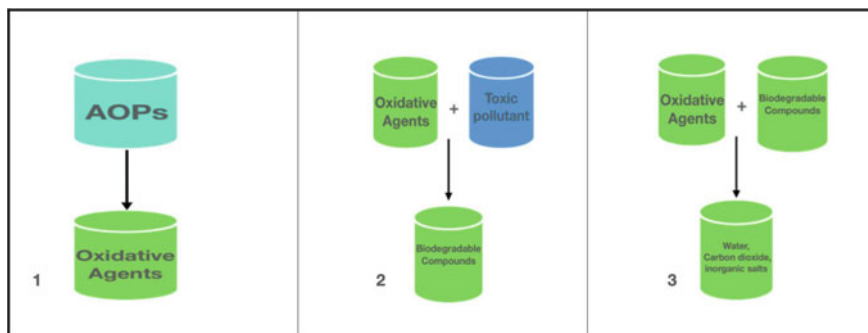 AOPs
Oxidative
Agents
1
Oxidative
Agents
+
Toxic
pollutant
Biodegradable
Compounds
2
Oxidative
Agents
+
Biodegradable
Compounds
Water,
Carbon dioxide,
inorganic salts
3